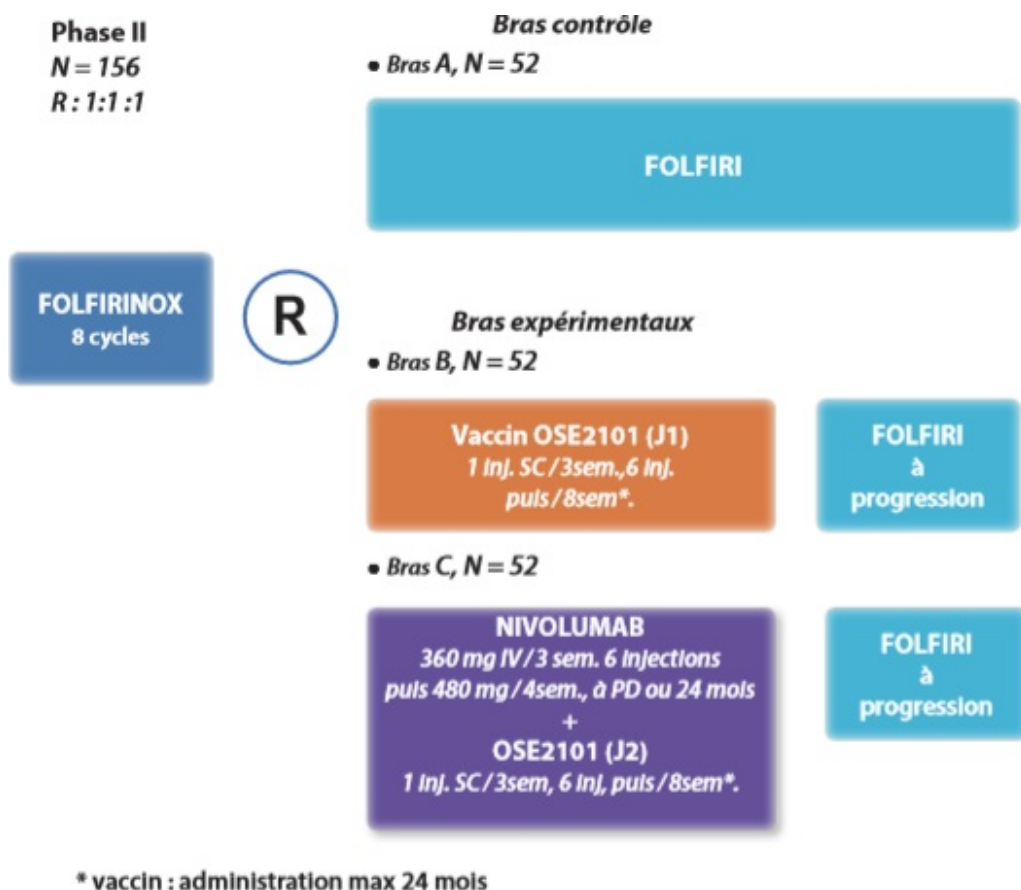 Phase II
N = 156
R : 1:1 :1
Bras contrôle
• Bras A, N = 52
FOLFIRI
FOLFIRINOX
8 cycles
R
Bras expérimentaux
• Bras B, N = 52
Vaccin OSE2101 (J1)
1 inj. SC/3sem.,6 inj.
puis/8sem*.
FOLFIRI
à
progression
• Bras C, N = 52
NIVOLUMAB
360 mg IV/3 sem. 6 injections
puis 480 mg/4sem., à PD ou 24 mois
+
OSE2101 (J2)
1 inj. SC/3sem, 6 inj, puis/8sem*.
FOLFIRI
à
progression
* vaccin : administration max 24 mois